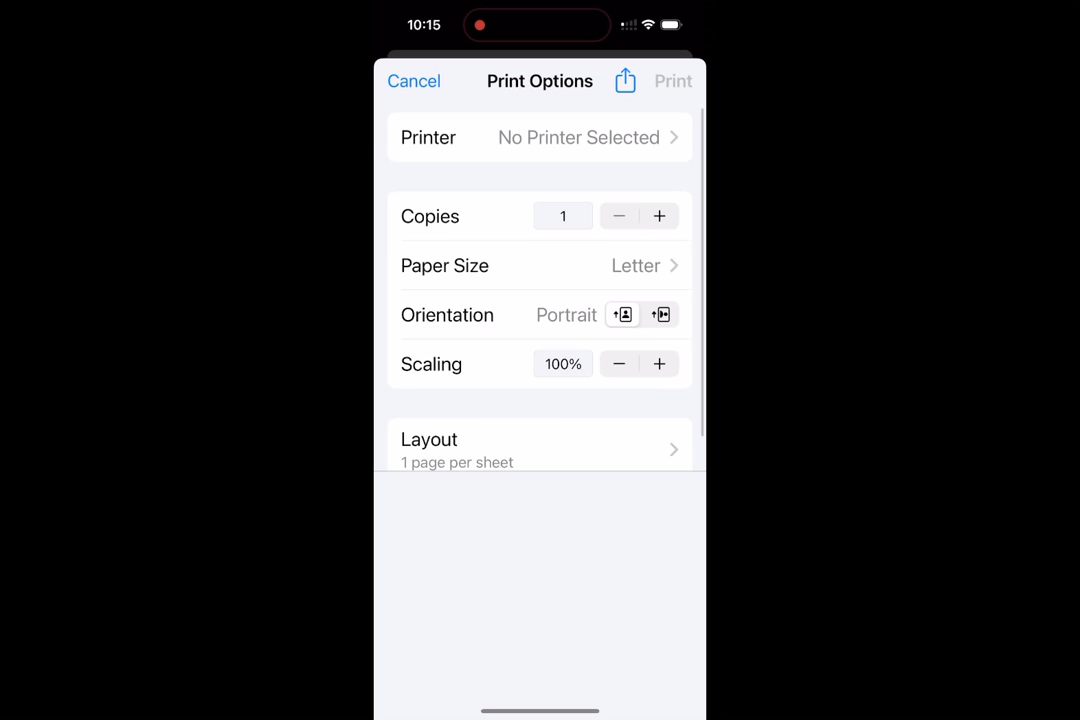 10:15
Cancel Print Options Print
Printer No Printer Selected
Copies 1
Paper Size Letter
Orientation Portrait
Scaling 100%
Layout
1 page per sheet